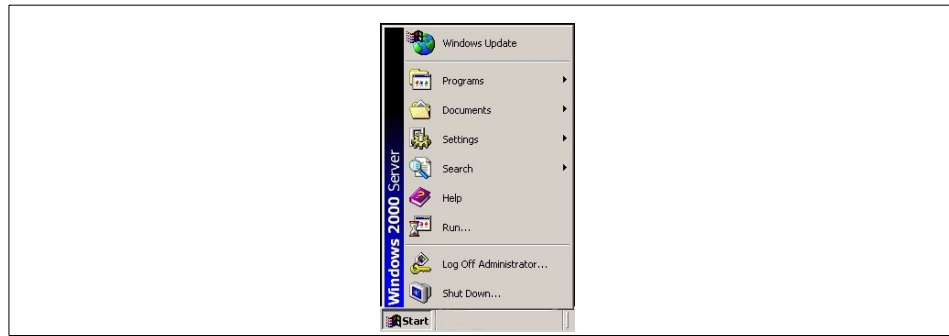 Windows Update
Programs
Documents
Settings
Search
Help
Run...
Log Off Administrator...
Shut Down...
Windows 2000 Server
Start